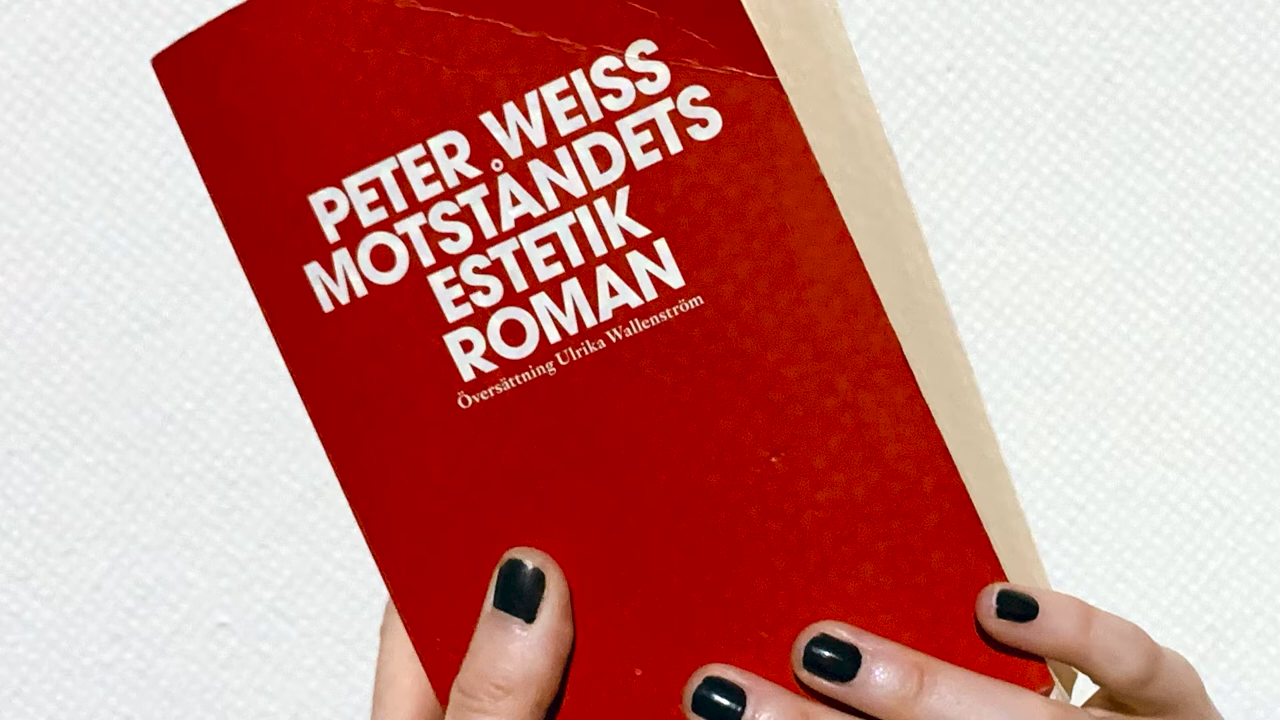 PETER WEISS
MOTSTÅNDETS
ESTETIK
ROMAN
Översättning Ulrika Wallenström